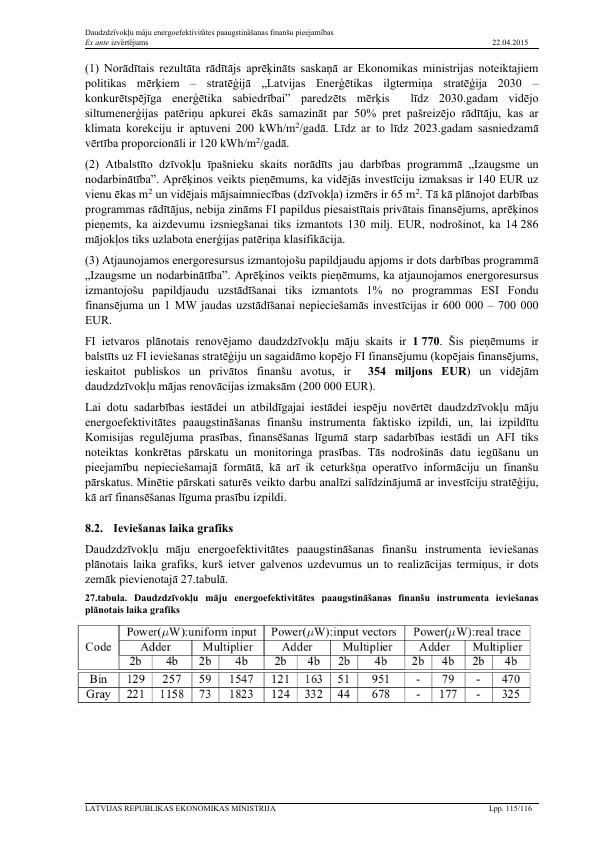 Daudzdzīvokļu māju energoefektivitātes paaugstināšanas finanšu pieejamības
Ex ante izvērtējums 22.04.2015
(1) Norādītais rezultāta rādītājs aprēķināts saskaņā ar Ekonomikas ministrijas noteiktajiem
politikas mērķiem – stratēģijā „Latvijas Enerģētikas ilgtermiņa stratēģija 2030 –
konkurētspējīga enerģētika sabiedrībai” paredzēts mērķis līdz 2030.gadam vidējo
siltumenerģijas patēriņu apkurei ēkās samazināt par 50% pret pašreizējo rādītāju, kas ar
klimata korekciju ir aptuveni 200 kWh/m²/gadā. Līdz ar to līdz 2023.gadam sasniedzamā
vērtība proporcionāli ir 120 kWh/m²/gadā.
(2) Atbalstīto dzīvokļu īpašnieku skaits norādīts jau darbības programmā „Izaugsme un
nodarbinātība”. Aprēķinos veikts pieņēmums, ka vidējās investīciju izmaksas ir 140 EUR uz
vienu ēkas m² un vidējais mājsaimniecības (dzīvokļa) izmērs ir 65 m². Tā kā plānojot darbības
programmas rādītājus, nebija zināms FI papildus piesaistītais privātais finansējums, aprēķinos
pieņemts, ka aizdevumu izsniegšanai tiks izmantots 130 milj. EUR, nodrošinot, ka 14 286
mājokļos tiks uzlabota enerģijas patēriņa klasifikācija.
(3) Atjaunojamos energoresursus izmantojošu papildjaudu apjoms ir dots darbības programmā
„Izaugsme un nodarbinātība”. Aprēķinos veikts pieņēmums, ka atjaunojamos energoresursus
izmantojošu papildjaudu uzstādīšanai tiks izmantots 1% no programmas ESI Fondu
finansējuma un 1 MW jaudas uzstādīšanai nepieciešamās investīcijas ir 600 000 – 700 000
EUR.
FI ietvaros plānotais renovējamo daudzdzīvokļu māju skaits ir 1 770. Šis pieņēmums ir
balstīts uz FI ieviešanas stratēģiju un sagaidāmo kopējo FI finansējumu (kopējais finansējums,
ieskaitot publiskos un privātos finanšu avotus, ir 354 miljons EUR) un vidējām
daudzdzīvokļu mājas renovācijas izmaksām (200 000 EUR).
Lai dotu sadarbības iestādei un atbildīgajai iestādei iespēju novērtēt daudzdzīvokļu māju
energoefektivitātes paaugstināšanas finanšu instrumenta faktisko izpildi, un, lai izpildītu
Komisijas regulējuma prasības, finansēšanas līgumā starp sadarbības iestādi un AFI tiks
noteiktas konkrētas pārskatu un monitoringa prasības. Tās nodrošinās datu iegūšanu un
pieejamību nepieciešamajā formātā, kā arī ik ceturkšņa operatīvo informāciju un finanšu
pārskatus. Minētie pārskati saturēs veikto darbu analīzi salīdzinājumā ar investīciju stratēģiju,
kā arī finansēšanas līguma prasību izpildi.
8.2. Ieviešanas laika grafiks
Daudzdzīvokļu māju energoefektivitātes paaugstināšanas finanšu instrumenta ieviešanas
plānotais laika grafiks, kurš ietver galvenos uzdevumus un to realizācijas termiņus, ir dots
zemāk pievienotajā 27.tabulā.
27.tabula. Daudzdzīvokļu māju energoefektivitātes paaugstināšanas finanšu instrumenta ieviešanas
plānotais laika grafiks
Code Power(μW):uniform input Power(μW):input vectors Power(μW):real trace
Adder Multiplier Adder Multiplier Adder Multiplier
2b 4b 2b 4b 2b 4b 2b 4b 2b 4b 2b 4b
Bin 129 257 59 1547 121 163 51 951 - 79 - 470
Gray 221 1158 73 1823 124 332 44 678 - 177 - 325
LATVIJAS REPUBLIKAS EKONOMIKAS MINISTRIJA Lpp. 115/116